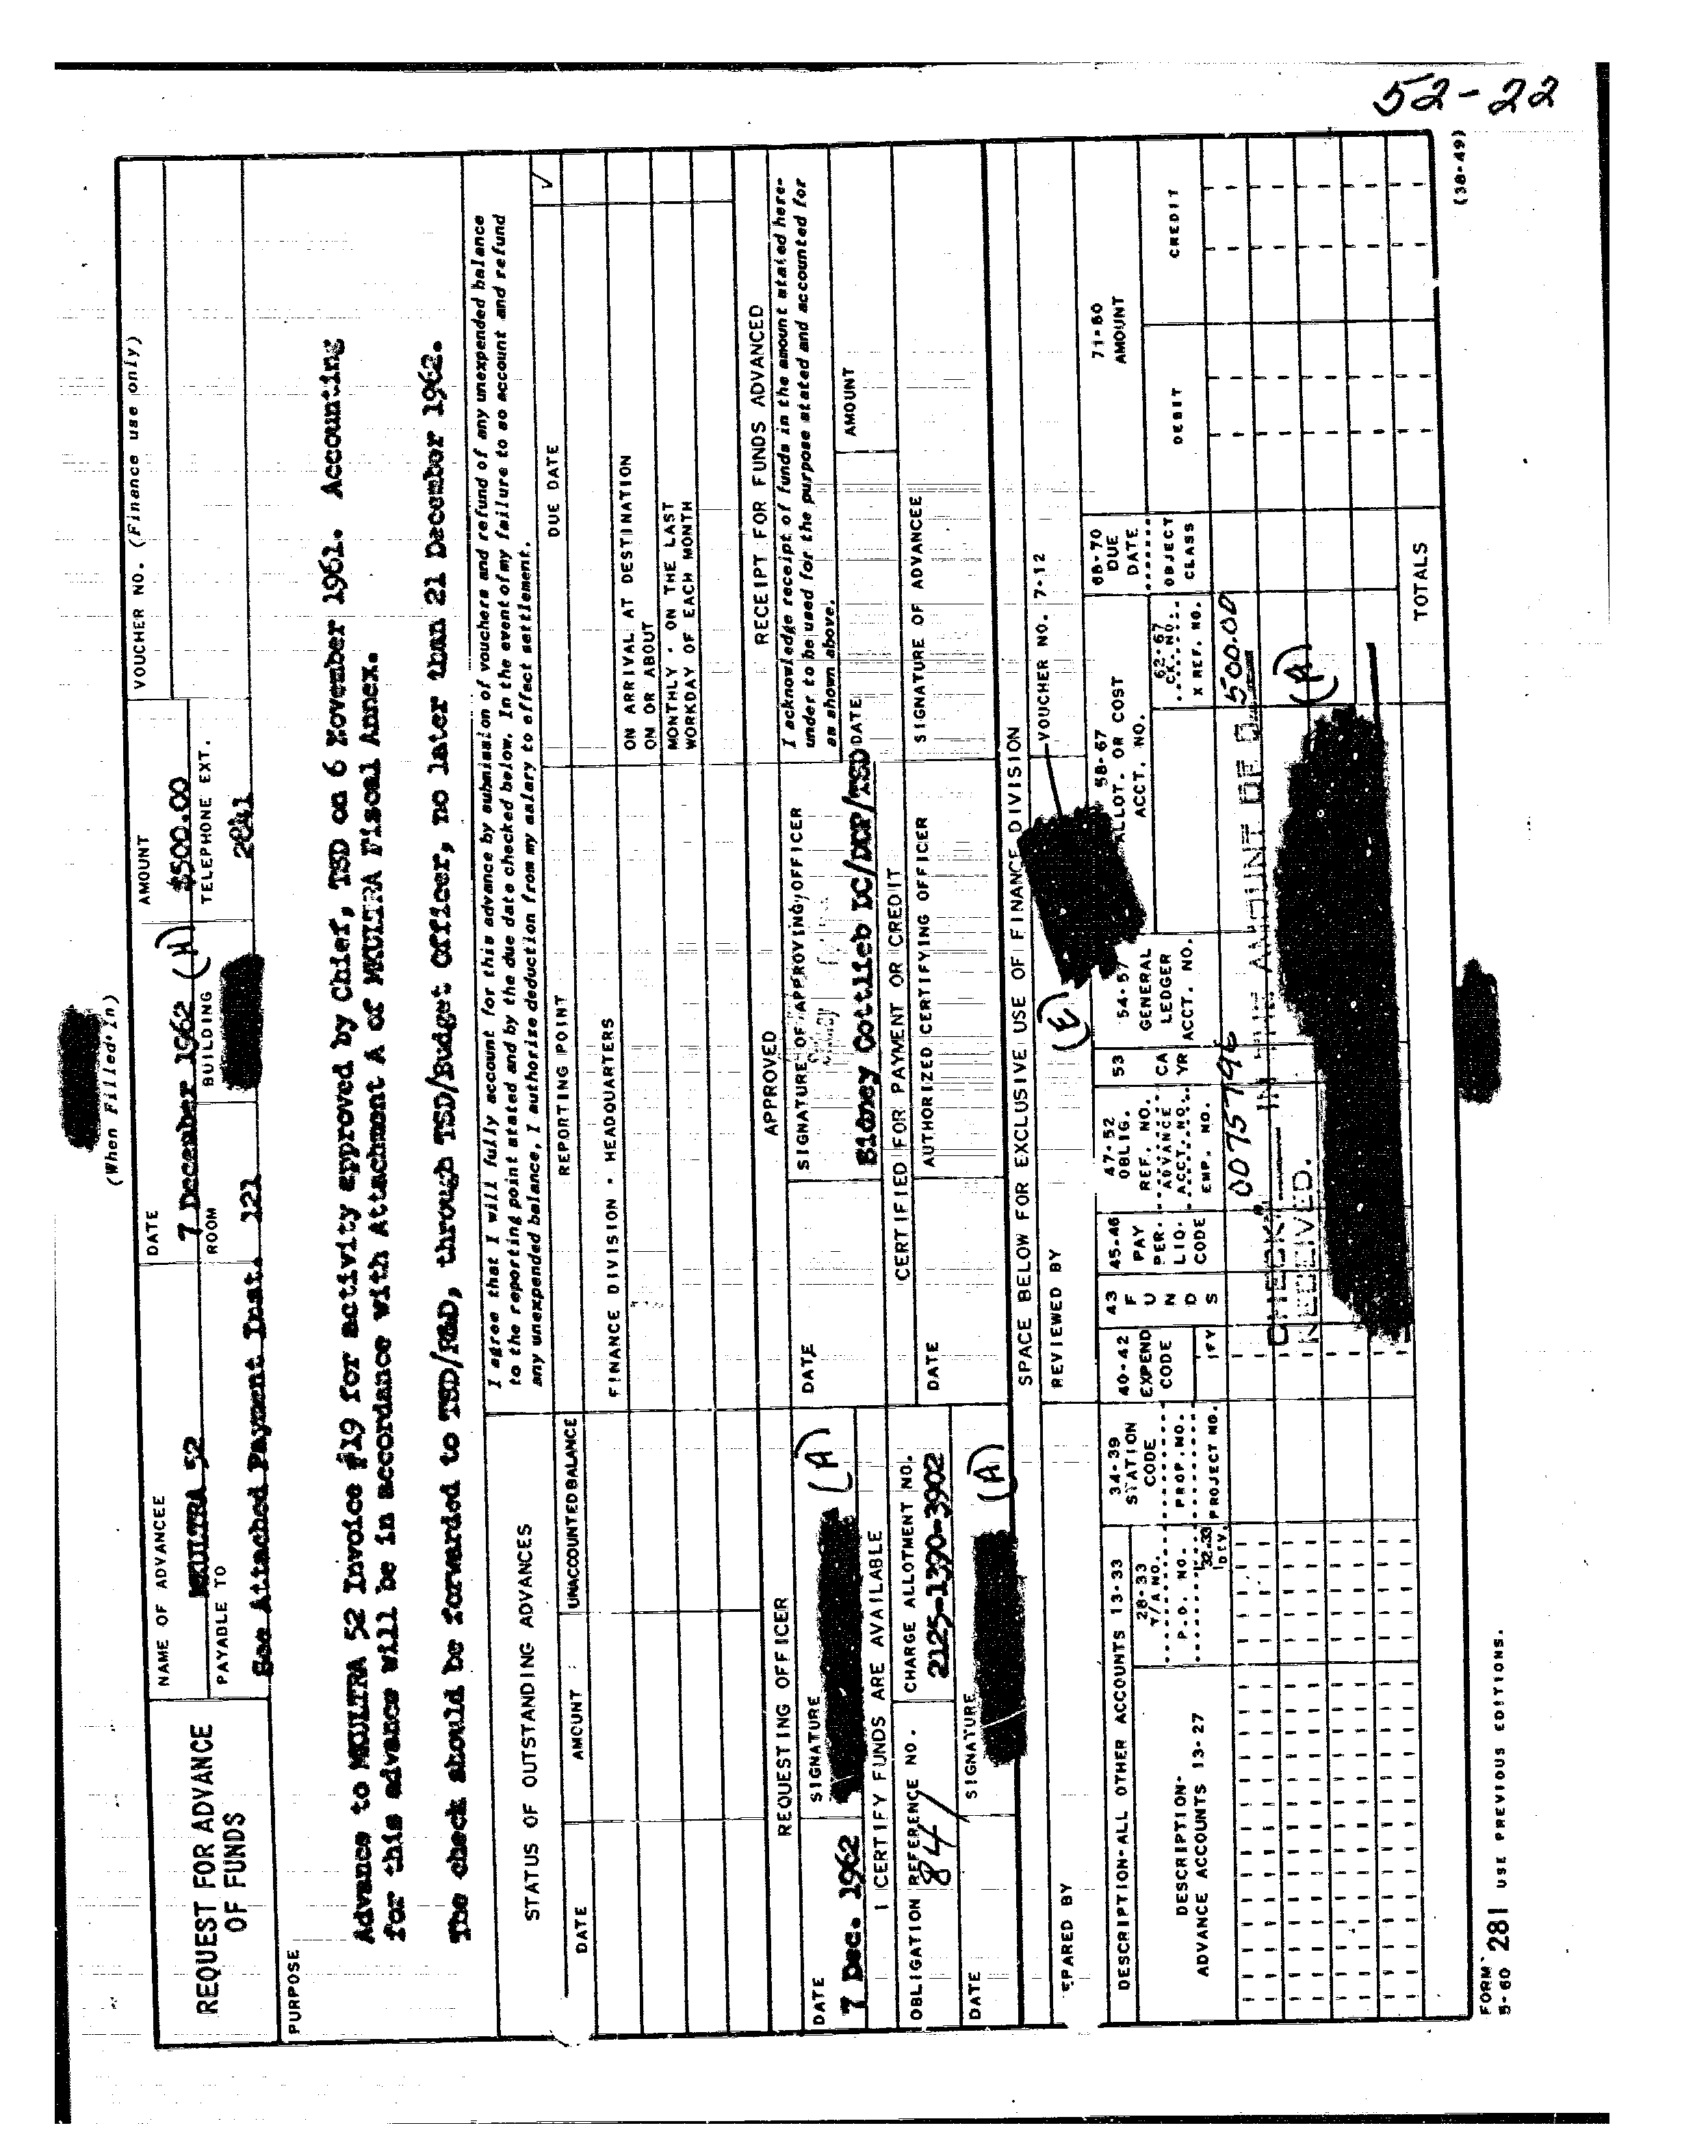 52-22
(When Filled In)
REQUEST FOR ADVANCE
OF FUNDS
NAME OF ADVANCEE
MKULTRA 52
DATE
7 December 1962 (H)
AMOUNT
$500.00
VOUCHER NO. (Finance use only)
PAYABLE TO
See Attached Payment Inst.
ROOM
121
BUILDING
TELEPHONE EXT.
2841
PURPOSE
Advance to MKULTRA 52 Invoice #19 for activity approved by Chief, TSD on 6 November 1961. Accounting
for this advance will be in accordance with Attachment A of MKULTRA Fiscal Annex.
The check should be forwarded to TSD/R&D, through TSD/Budget Officer, no later than 21 December 1962.
STATUS OF OUTSTANDING ADVANCES
I agree that I will fully account for this advance by submission of vouchers and refund of any unexpended balance
to the reporting point stated and by the due date checked below. In the event of my failure to so account and refund
any unexpended balance, I authorize deduction from my salary to effect settlement.
DATE
AMOUNT
UNACCOUNTED BALANCE
REPORTING POINT
DUE DATE
✓
FINANCE DIVISION - HEADQUARTERS
ON ARRIVAL AT DESTINATION
ON OR ABOUT
MONTHLY - ON THE LAST
WORKDAY OF EACH MONTH
REQUESTING OFFICER
APPROVED
RECEIPT FOR FUNDS ADVANCED
I acknowledge receipt of funds in the amount stated here-
under to be used for the purpose stated and accounted for
as shown above.
DATE
7 Dec. 1962
SIGNATURE
(A)
DATE
SIGNATURE OF APPROVING OFFICER
Sidney Gottlieb DC/DCP/TSD
DATE
AMOUNT
I CERTIFY FUNDS ARE AVAILABLE
CERTIFIED FOR PAYMENT OR CREDIT
OBLIGATION REFERENCE NO.
84
CHARGE ALLOTMENT NO.
2125-1390-3902
DATE
AUTHORIZED CERTIFYING OFFICER
SIGNATURE OF ADVANCEE
DATE
SIGNATURE
(A)
SPACE BELOW FOR EXCLUSIVE USE OF FINANCE DIVISION
EPARED BY
REVIEWED BY
(E)
VOUCHER NO. 7-12
DESCRIPTION-ALL OTHER ACCOUNTS 13-33
DESCRIPTION-
ADVANCE ACCOUNTS 13-27
28-33
T/A NO.
P.O. NO.
32-33
DIV.
34-39
STATION
CODE
PROP. NO.
PROJECT NO.
40-42
EXPEND
CODE
FY
43
F
U
N
D
S
45-46
PAY
PER.
LIQ.
CODE
47-52
OBLIG.
REF. NO.
ADVANCE
ACCT. NO.
EMP. NO.
53
CA
YR
54-57
GENERAL
LEDGER
ACCT. NO.
58-67
ALLOT. OR COST
ACCT. NO.
62-67
CK. NO.
X REF. NO.
68-70
DUE
DATE
OBJECT
CLASS
71-80
AMOUNT
DEBIT
CREDIT
CHECK IN THE AMOUNT OF
500.00
RECEIVED.
(A)
TOTALS
FORM 281 USE PREVIOUS EDITIONS.
5-60
(38-49)